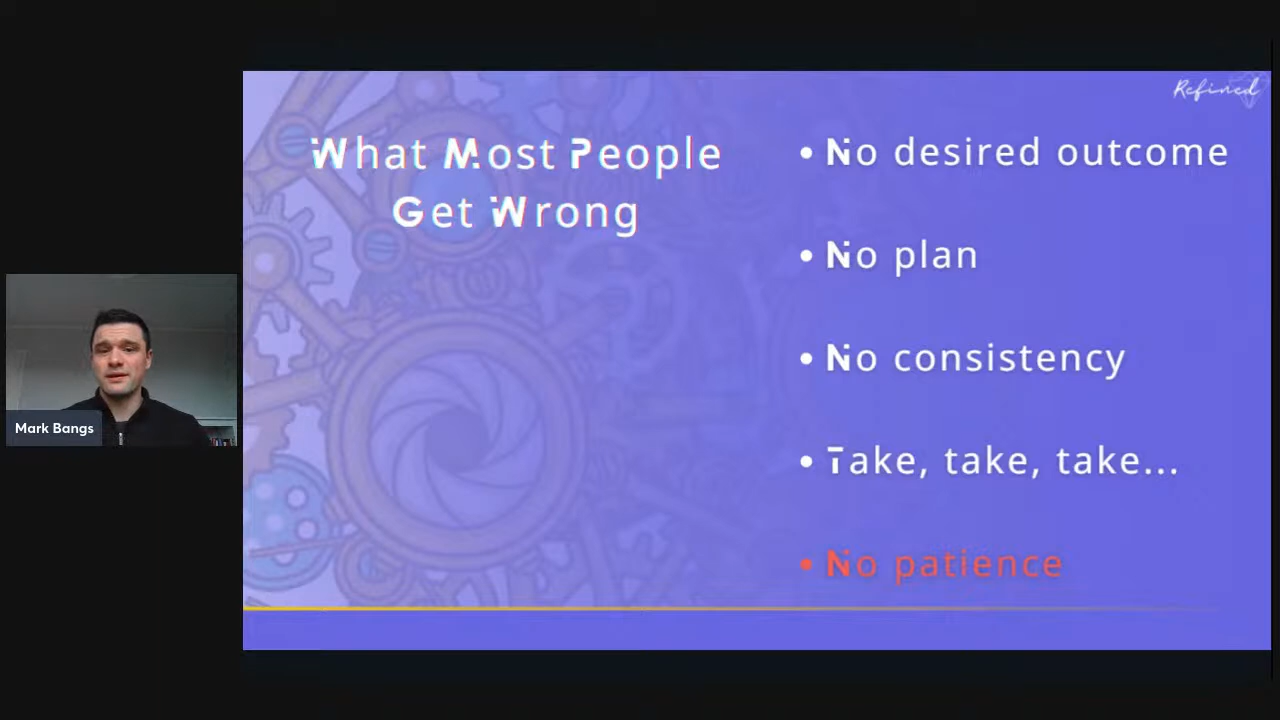 Refined
What Most People
Get Wrong
• No desired outcome
• No plan
• No consistency
• Take, take, take...
• No patience
Mark Bangs